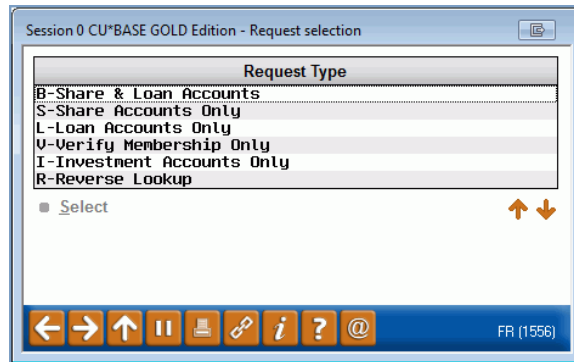 Session 0 CU*BASE GOLD Edition - Request selection
Request Type
B-Share & Loan Accounts
S-Share Accounts Only
L-Loan Accounts Only
V-Verify Membership Only
I-Investment Accounts Only
R-Reverse Lookup
Select
i ? @ FR (1556)